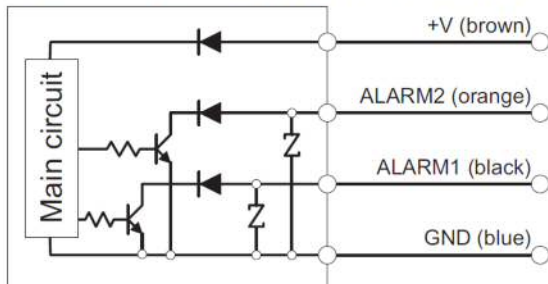 +V (brown)
ALARM2 (orange)
ALARM1 (black)
GND (blue)
Main circuit